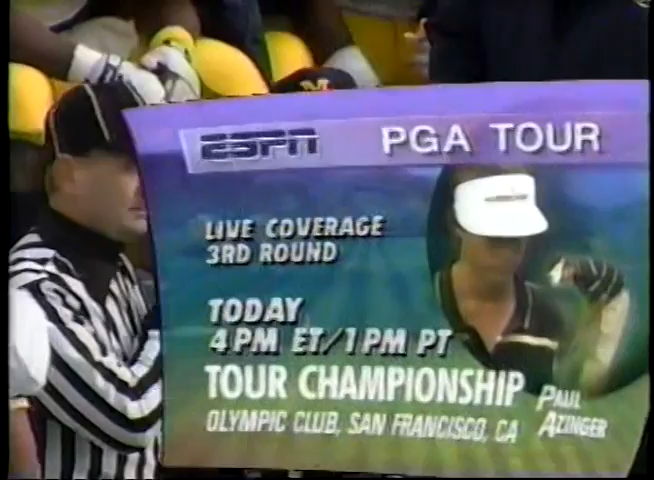 ESPN PGA TOUR
LIVE COVERAGE
3RD ROUND
TODAY
4 PM ET/1 PM PT
TOUR CHAMPIONSHIP
OLYMPIC CLUB, SAN FRANCISCO, CA
PAUL
AZINGER